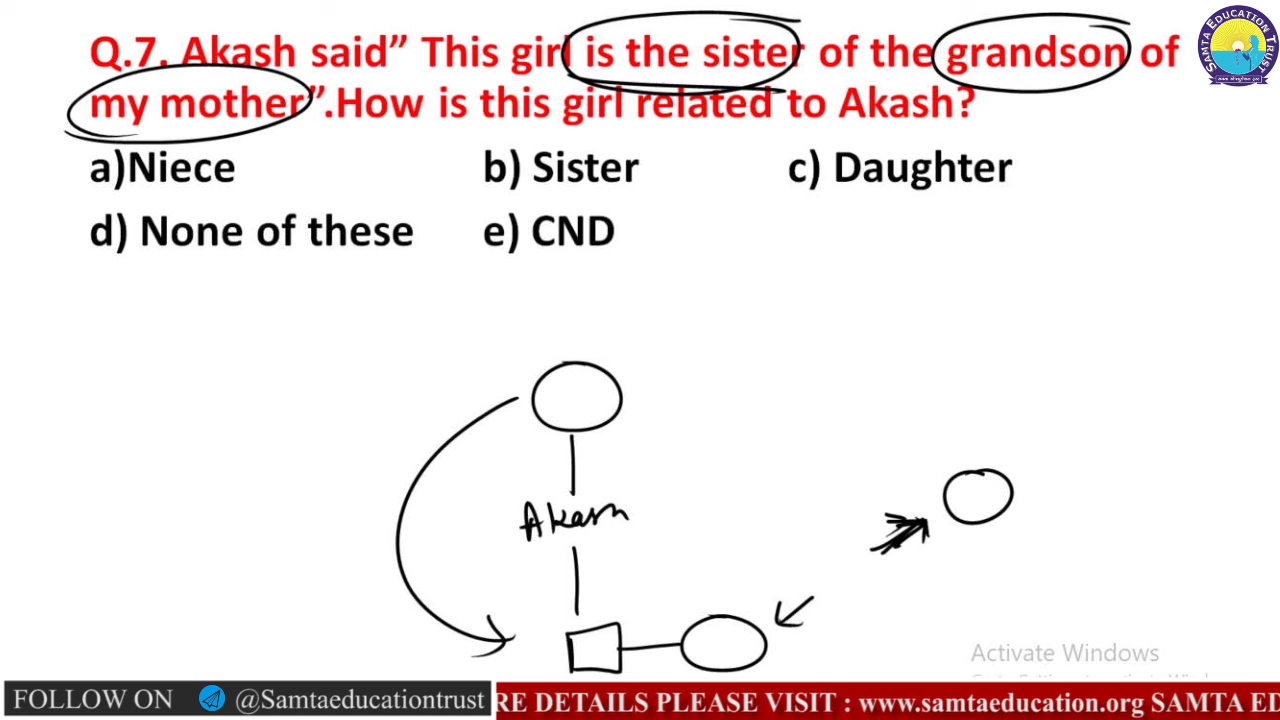 Q.7. Akash said” This girl is the sister of the grandson of
my mother”.How is this girl related to Akash?
a)Niece b) Sister c) Daughter
d) None of these e) CND
Akash
Activate Windows
FOLLOW ON @Samtaeducationtrust RE DETAILS PLEASE VISIT : www.samtaeducation.org SAMTA ED
SAMTA EDUCATION TRUST